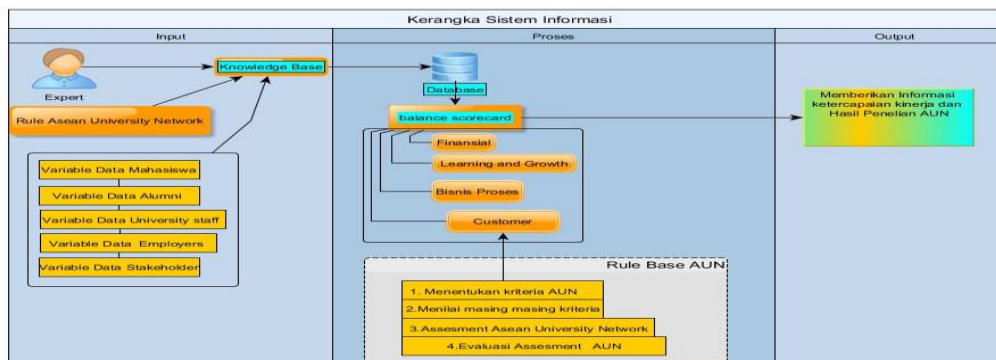 Kerangka Sistem Informasi
Input
Proses
Output
Expert
Knowledge Base
Rule Asean University Network
Variable Data Mahasiswa
Variable Data Alumni
Variable Data University staff
Variable Data Employers
Variable Data Stakeholder
Database
balance scorecard
Finansial
Learning and Growth
Bisnis Proses
Customer
Rule Base AUN
1. Menentukan kriteria AUN
2.Menilai masing masing kriteria
3.Assesment Asean University Network
4.Evaluasi Assesment AUN
Memberikan Informasi
ketercapaian kinerja dan
Hasil Penelian AUN